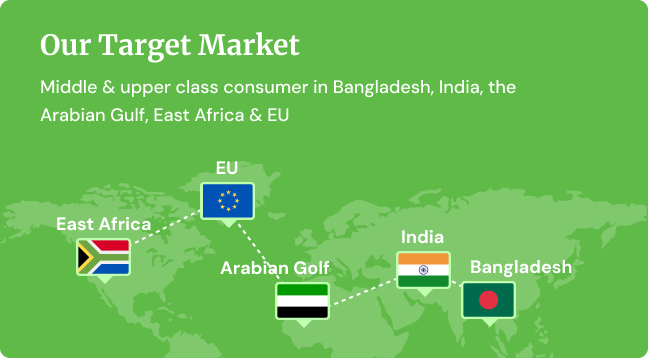 Our Target Market
Middle & upper class consumer in Bangladesh, India, the
Arabian Gulf, East Africa & EU
EU
East Africa
India
Arabian Golf
Bangladesh